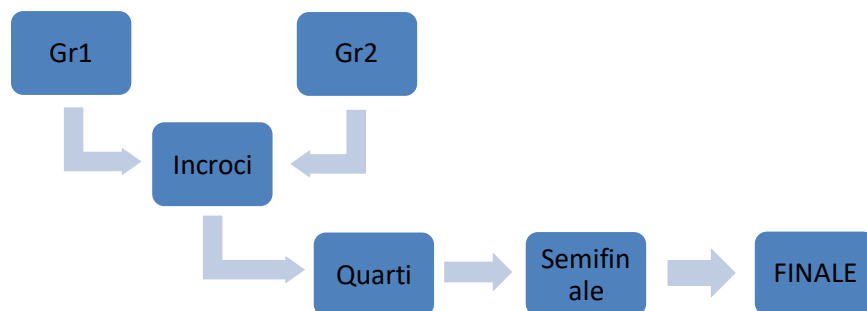 Gr1
Gr2
Incroci
Quarti
Semifin
ale
FINALE